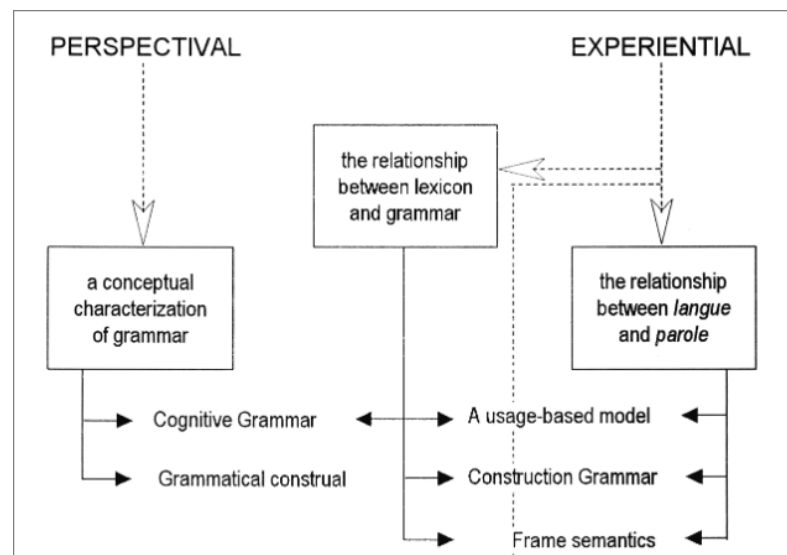 PERSPECTIVAL
EXPERIENTIAL
the relationship
between lexicon
and grammar
a conceptual
characterization
of grammar
the relationship
between langue
and parole
Cognitive Grammar
A usage-based model
Grammatical construal
Construction Grammar
Frame semantics